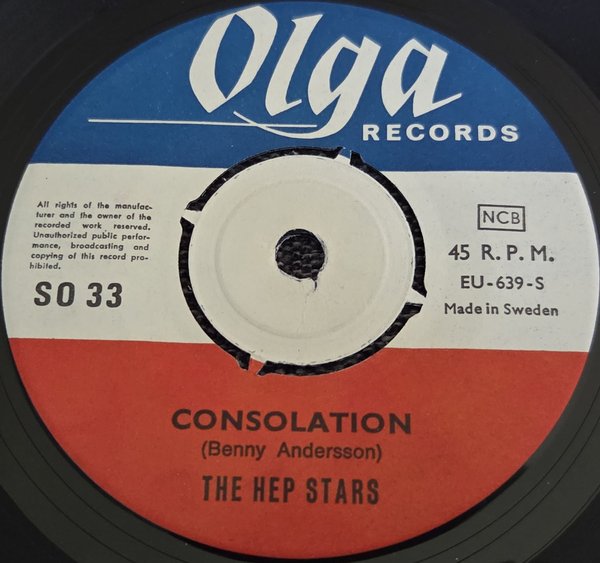 Olga
RECORDS
All rights of the manufac-
turer and the owner of the
recorded work reserved.
Unauthorized public perfor-
mance, broadcasting and
copying of this record pro-
hibited.
SO 33
NCB
45 R.P.M.
EU-639-S
Made in Sweden
CONSOLATION
(Benny Andersson)
THE HEP STARS